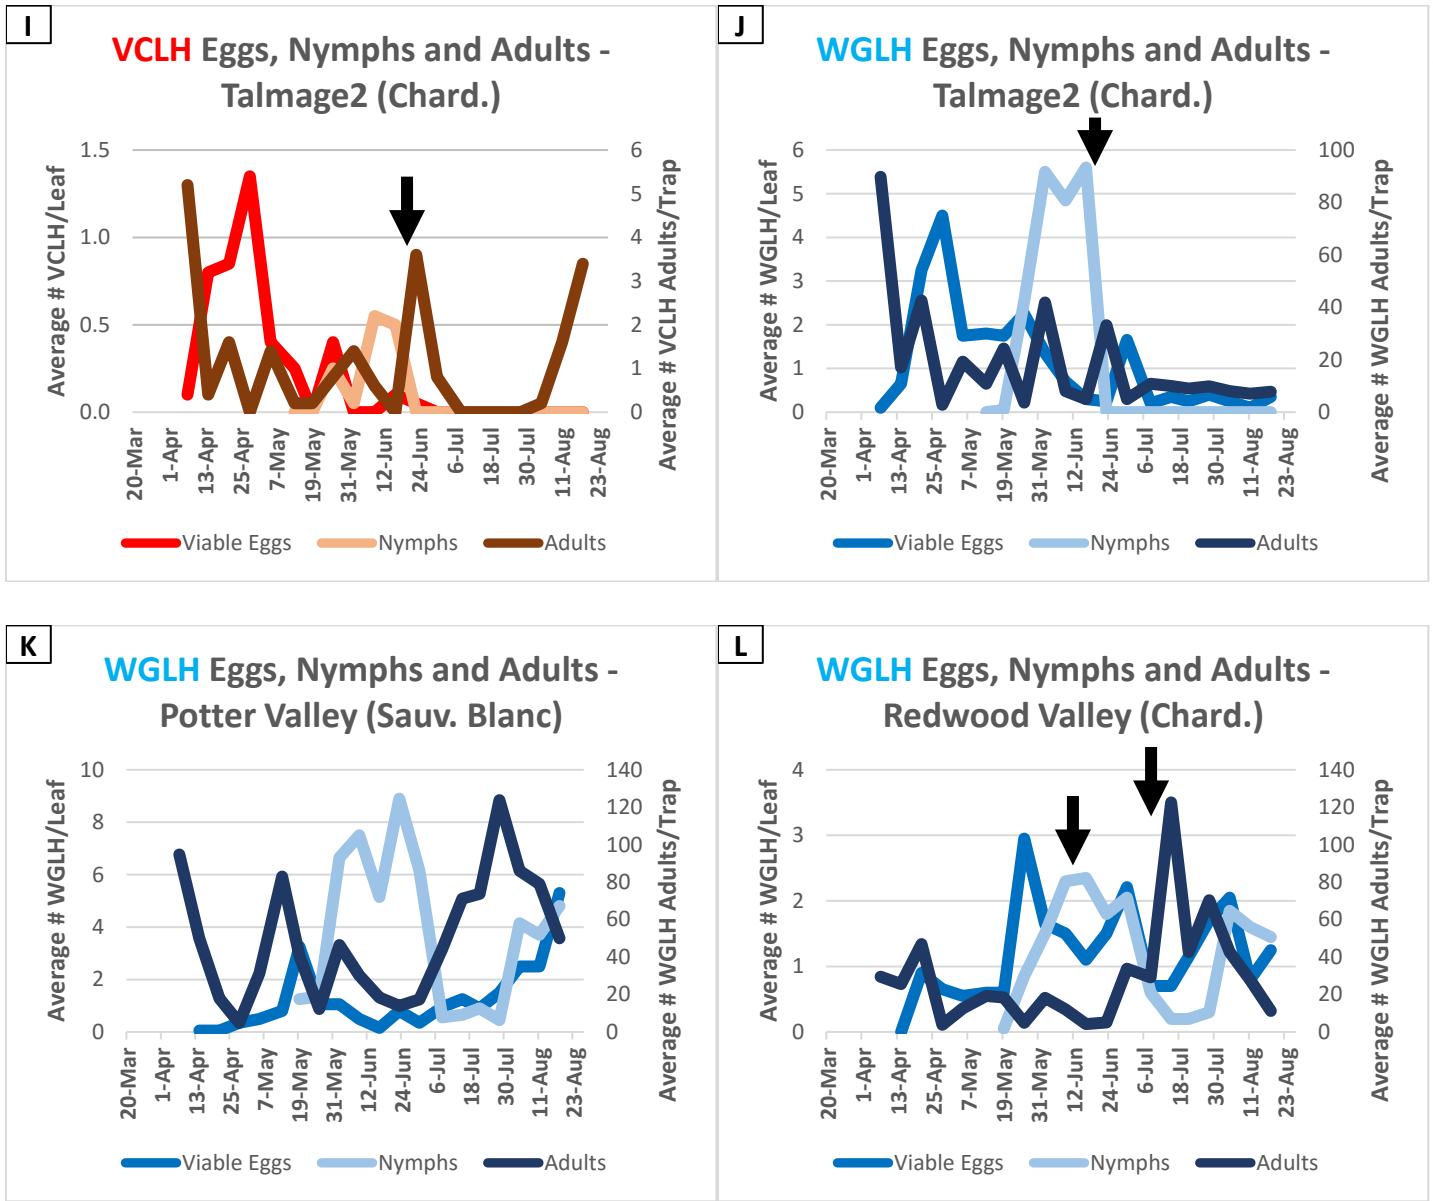 I
VCLH Eggs, Nymphs and Adults -
Talmage2 (Chard.)
Average # VCLH/Leaf
1.5
1.0
0.5
0.0
6
5
4
3
2
1
0
Average # VCLH Adults/Trap
20-Mar
1-Apr
13-Apr
25-Apr
7-May
19-May
31-May
12-Jun
24-Jun
6-Jul
18-Jul
30-Jul
11-Aug
23-Aug
Viable Eggs Nymphs Adults
J
WGLH Eggs, Nymphs and Adults -
Talmage2 (Chard.)
Average # WGLH/Leaf
6
5
4
3
2
1
0
100
80
60
40
20
0
Average # WGLH Adults/Trap
20-Mar
1-Apr
13-Apr
25-Apr
7-May
19-May
31-May
12-Jun
24-Jun
6-Jul
18-Jul
30-Jul
11-Aug
23-Aug
Viable Eggs Nymphs Adults
K
WGLH Eggs, Nymphs and Adults -
Potter Valley (Sauv. Blanc)
Average # WGLH/Leaf
10
8
6
4
2
0
140
120
100
80
60
40
20
0
Average # WGLH Adults/Trap
20-Mar
1-Apr
13-Apr
25-Apr
7-May
19-May
31-May
12-Jun
24-Jun
6-Jul
18-Jul
30-Jul
11-Aug
23-Aug
Viable Eggs Nymphs Adults
L
WGLH Eggs, Nymphs and Adults -
Redwood Valley (Chard.)
Average # WGLH/Leaf
4
3
2
1
0
140
120
100
80
60
40
20
0
Average # WGLH Adults/Trap
20-Mar
1-Apr
13-Apr
25-Apr
7-May
19-May
31-May
12-Jun
24-Jun
6-Jul
18-Jul
30-Jul
11-Aug
23-Aug
Viable Eggs Nymphs Adults